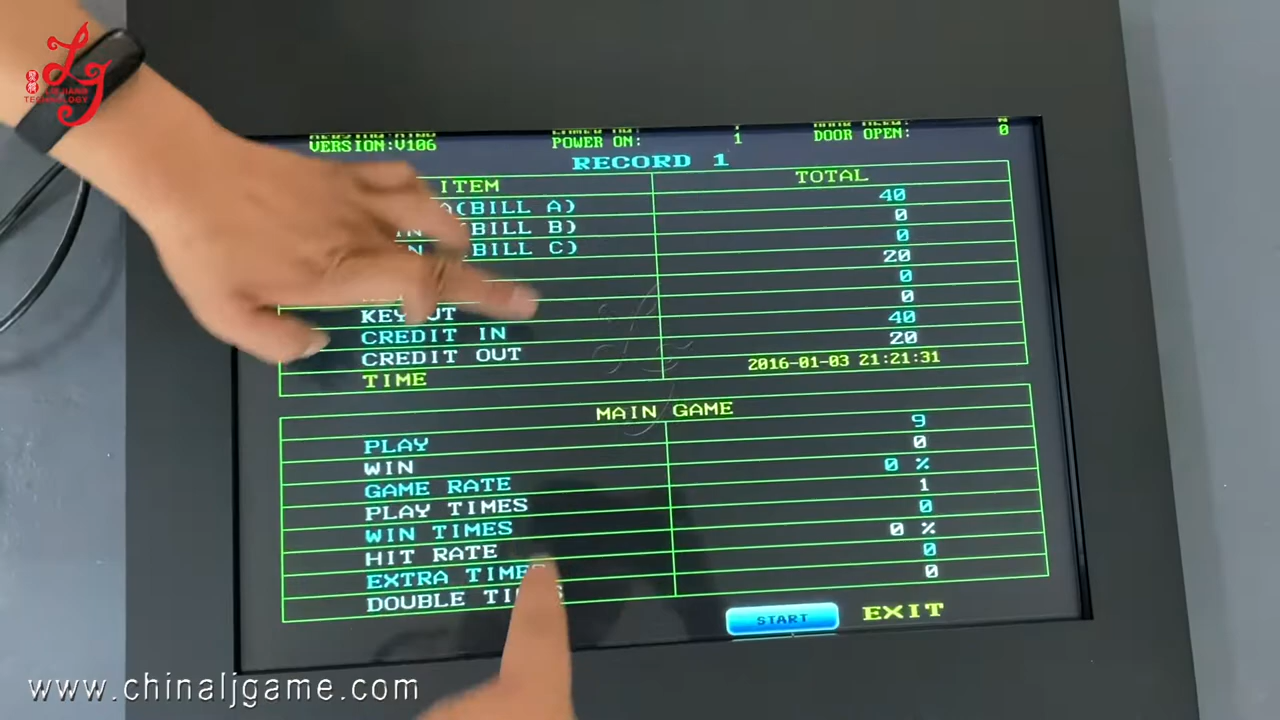 VERSION:V106 POWER ON: 1 DOOR OPEN: 0
RECORD 1
ITEM TOTAL
(BILL A) 40
(BILL B) 0
BILL C) 0
20
0
0
KEY OUT 40
CREDIT IN 20
CREDIT OUT 2016-01-03 21:21:31
TIME
MAIN GAME
PLAY 9
WIN 0
GAME RATE 0 %
PLAY TIMES 1
WIN TIMES 0
HIT RATE 0 %
EXTRA TIMES 0
DOUBLE 0
START EXIT
www.chinaljgame.com
TECHNOLOGY